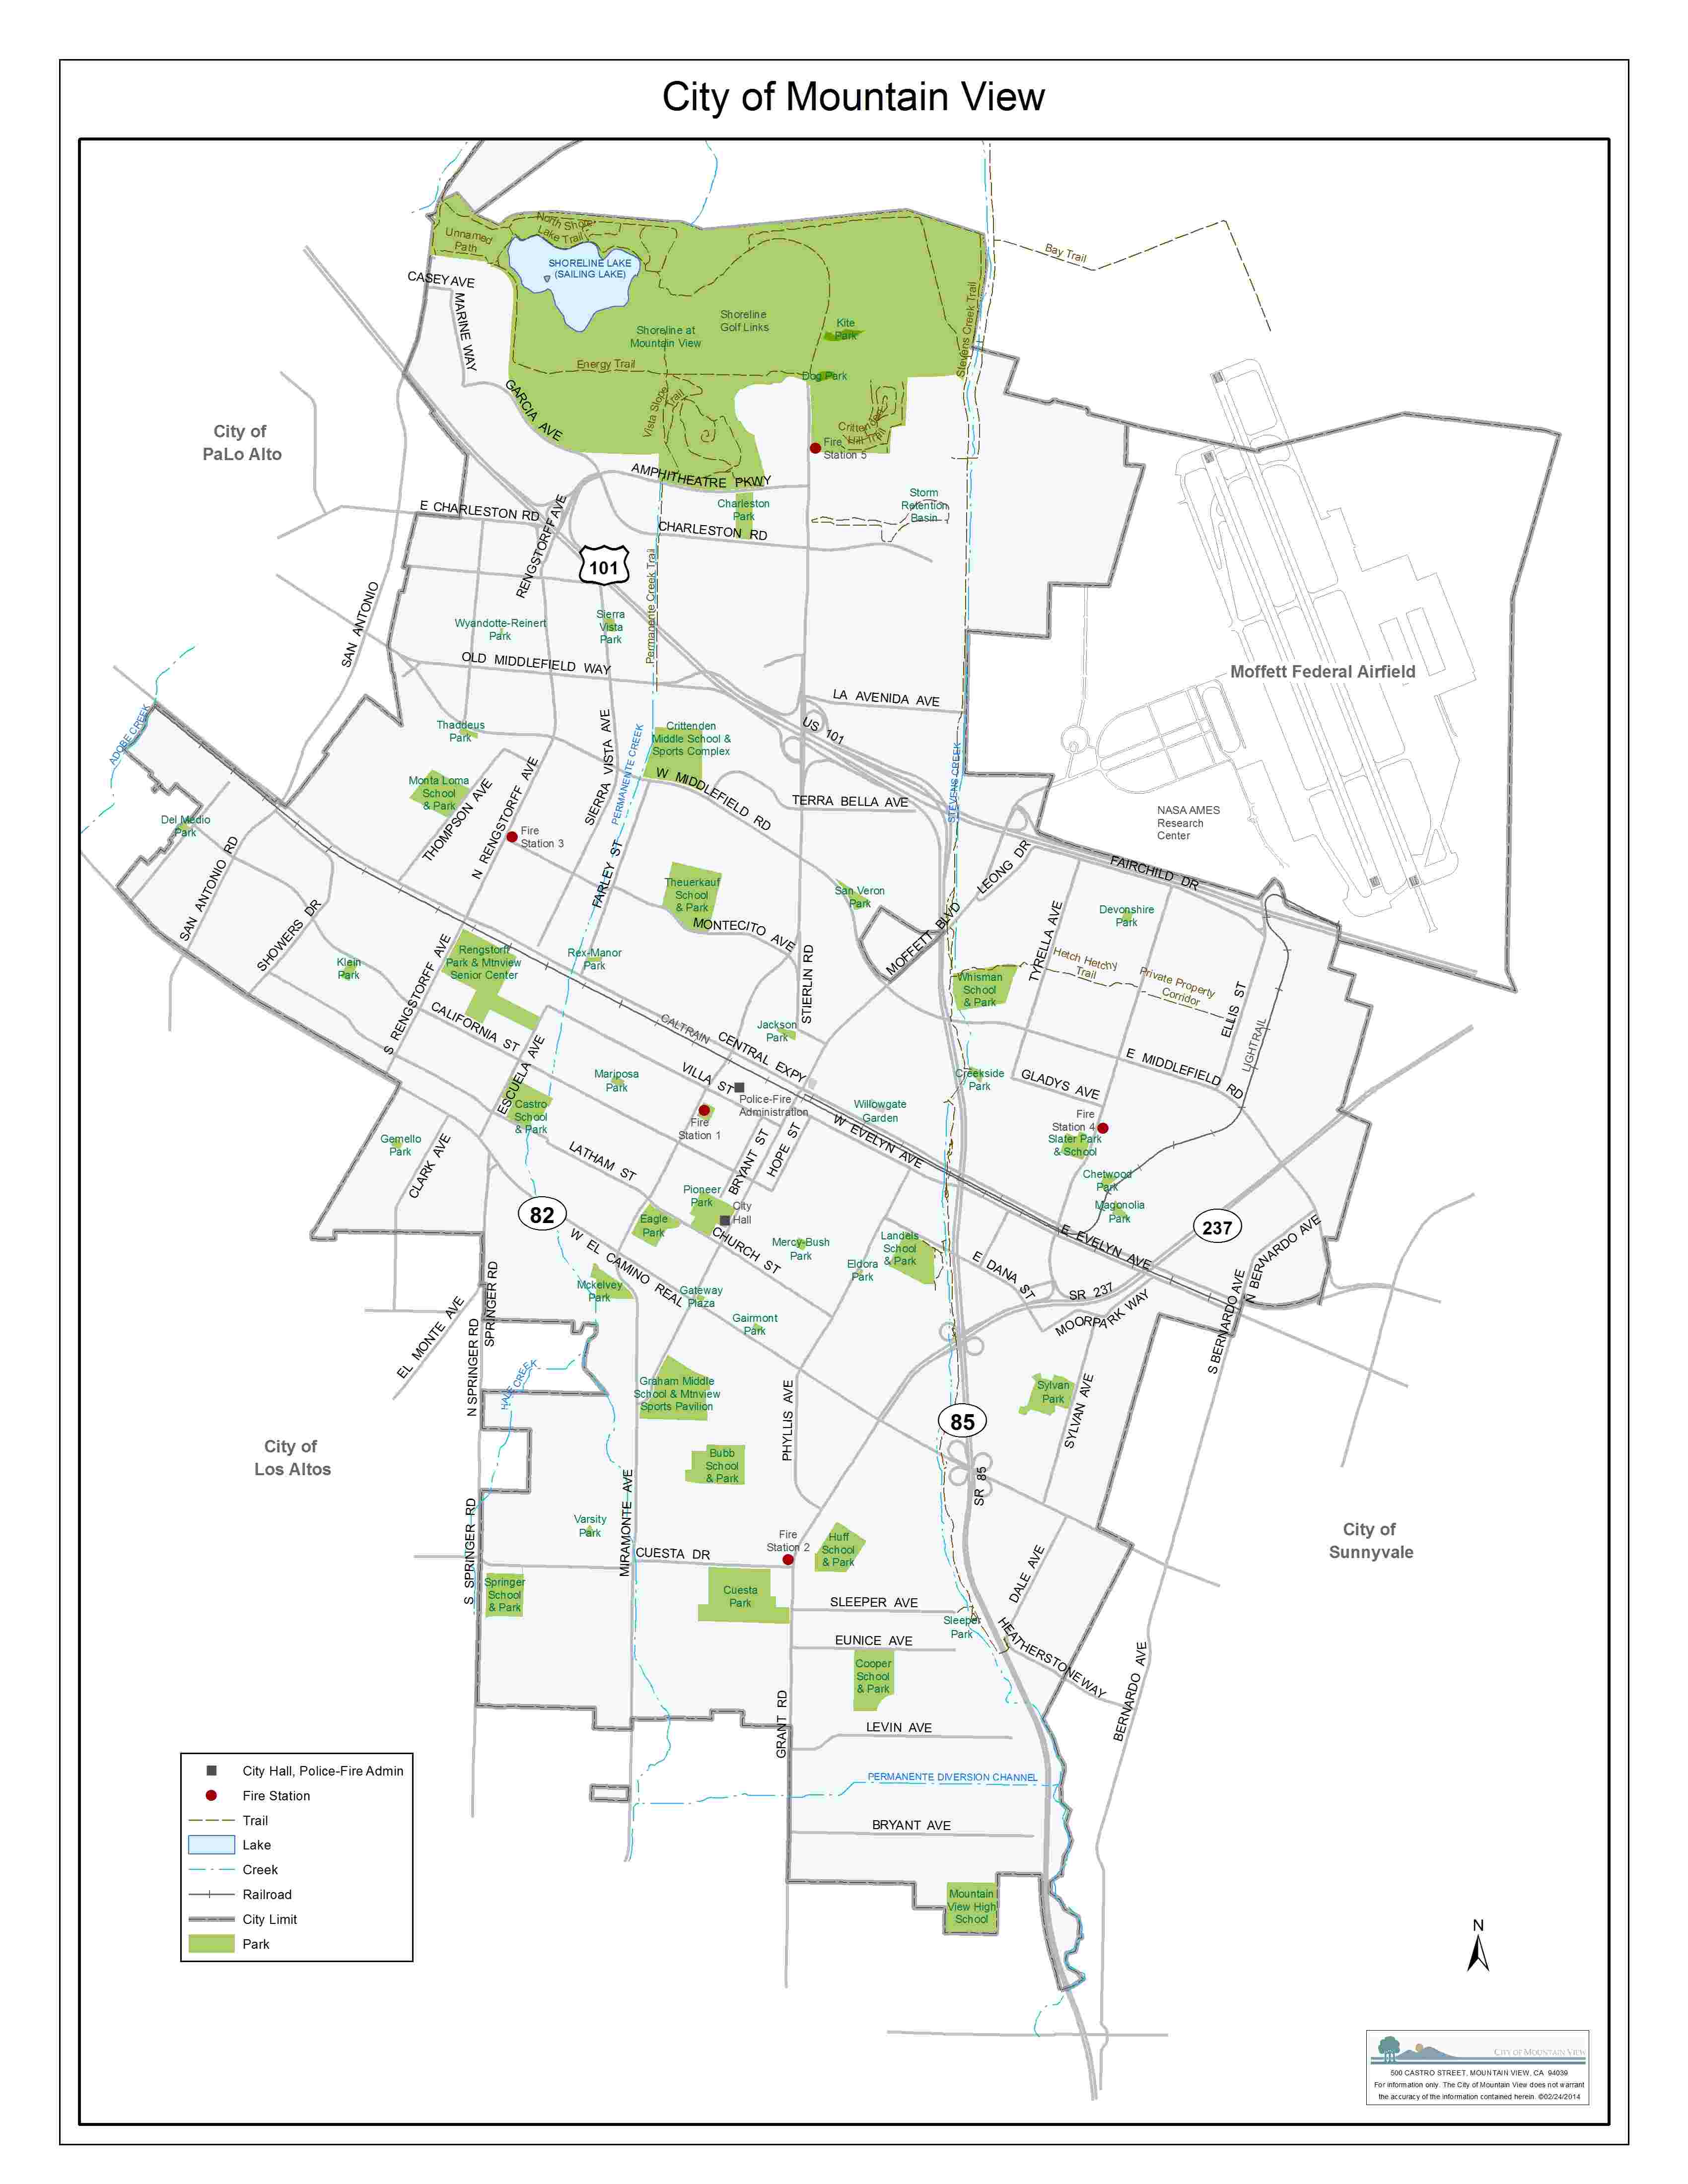 City of Mountain View
Unnamed
Path
North Shore
Lake Trail
SHORELINE LAKE
(SAILING LAKE)
Bay Trail
CASEY AVE
MARINE WAY
Shoreline
Golf Links
Shoreline at
Mountain View
Kite
Park
Stevens Creek Trail
Energy Trail
Dog Park
GARCIA AVE
Vista Slope
Trail
Crittenden
Hill Trail
Fire
Station 5
City of
PaLo Alto
AMPHITHEATRE PKWY
Charleston
Park
Storm
Retention
Basin
E CHARLESTON RD
RENGSTORFF AVE
CHARLESTON RD
101
Permanente Creek Trail
SAN ANTONIO
Wyandotte-Reinert
Park
Sierra
Vista
Park
OLD MIDDLEFIELD WAY
Moffett Federal Airfield
LA AVENIDA AVE
US 101
ADOBE CREEK
Thaddeus
Park
SIERRA VISTA AVE
PERMANENTE CREEK
Crittenden
Middle School &
Sports Complex
STEVENS CREEK
Monta Loma
School
& Park
THOMPSON AVE
N RENGSTORFF AVE
W MIDDLEFIELD RD
TERRA BELLA AVE
NASA AMES
Research
Center
Del Medio
Park
Fire
Station 3
SAN ANTONIO RD
SHOWERS DR
FARLEY ST
Theuerkauf
School
& Park
MONTECITO AVE
San Veron
Park
MOFFETT BLVD
LEONG DR
FAIRCHILD DR
Devonshire
Park
TYRELLA AVE
Klein
Park
Rengstorff
Park & Mtnview
Senior Center
Rex-Manor
Park
STIERLIN RD
Whisman
School
& Park
Hetch Hetchy
Trail
Private Property
Corridor
ELLIS ST
LIGHTRAIL
S RENGSTORFF AVE
CALIFORNIA ST
ESCUELA AVE
CALTRAIN
CENTRAL EXPY
Jackson
Park
E MIDDLEFIELD RD
Mariposa
Park
VILLA ST
Police-Fire
Administration
Creekside
Park
GLADYS AVE
Castro
School
& Park
Fire
Station 1
Willowgate
Garden
W EVELYN AVE
Fire
Station 4
Slater Park
& School
Gemello
Park
CLARK AVE
LATHAM ST
BRYANT ST
HOPE ST
Chetwood
Park
Magonolia
Park
82
Pioneer
Park
City
Hall
Eagle
Park
CHURCH ST
Mercy-Bush
Park
Eldora
Park
Landels
School
& Park
E EVELYN AVE
237
W EL CAMINO REAL
Mckelvey
Park
Gateway
Plaza
Gairmont
Park
E DANA ST
SR 237
MOORPARK WAY
N BERNARDO AVE
S BERNARDO AVE
SPRINGER RD
EL MONTE AVE
N SPRINGER RD
HALE CREEK
Graham Middle
School & Mtnview
Sports Pavilion
PHYLLIS AVE
Sylvan
Park
SYLVAN AVE
85
City of
Los Altos
Bubb
School
& Park
SR 85
Varsity
Park
MIRAMONTE AVE
CUESTA DR
Fire
Station 2
Huff
School
& Park
City of
Sunnyvale
S SPRINGER RD
Springer
School
& Park
Cuesta
Park
SLEEPER AVE
DALE AVE
Sleeper
Park
EUNICE AVE
HEATHERSTONE WAY
Cooper
School
& Park
GRANT RD
LEVIN AVE
BERNARDO AVE
PERMANENTE DIVERSION CHANNEL
BRYANT AVE
Mountain
View High
School
City Hall, Police-Fire Admin
Fire Station
Trail
Lake
Creek
Railroad
City Limit
Park
N
CITY OF MOUNTAIN VIEW
500 CASTRO STREET, MOUNTAIN VIEW, CA 94039
For information only. The City of Mountain View does not warrant
the accuracy of the information contained herein. ©02/24/2014